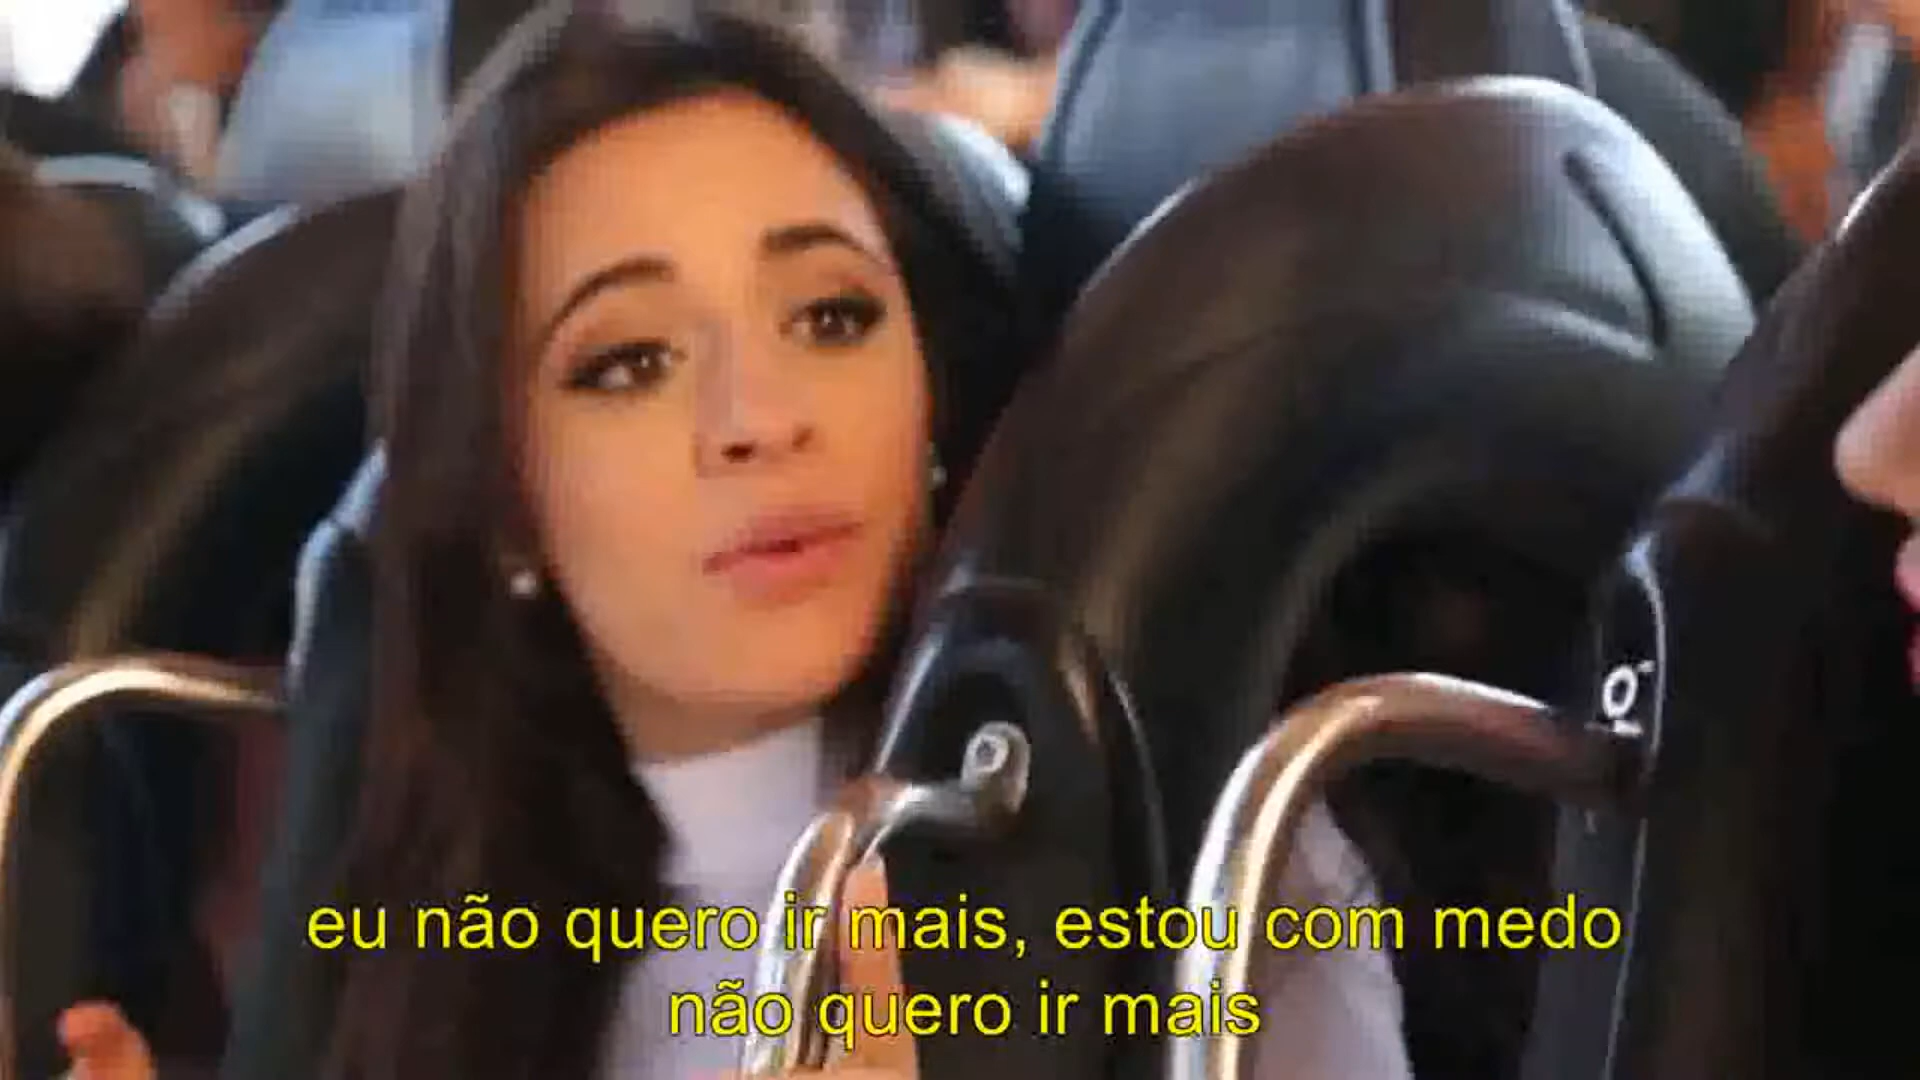 eu não quero ir mais, estou com medo
não quero ir mais